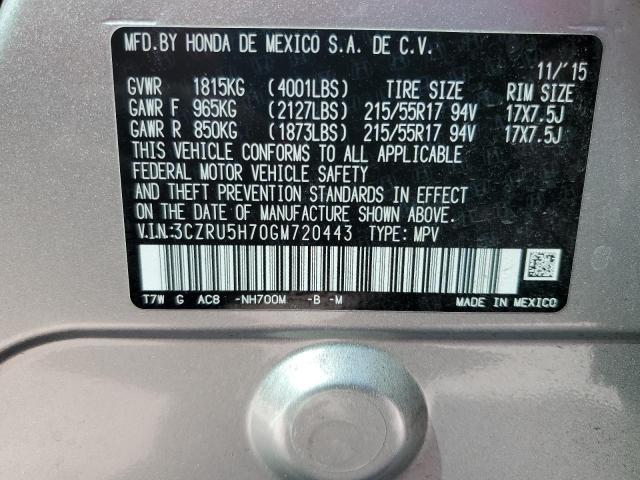 MFD.BY HONDA DE MEXICO S.A. DE C.V.
11/'15
GVWR 1815KG (4001LBS) TIRE SIZE RIM SIZE
GAWR F 965KG (2127LBS) 215/55R17 94V 17X7.5J
GAWR R 850KG (1873LBS) 215/55R17 94V 17X7.5J
THIS VEHICLE CONFORMS TO ALL APPLICABLE
FEDERAL MOTOR VEHICLE SAFETY
AND THEFT PREVENTION STANDARDS IN EFFECT
ON THE DATE OF MANUFACTURE SHOWN ABOVE.
V.I.N.:3CZRU5H70GM720443 TYPE: MPV
T7W G AC8 -NH700M -B -M
MADE IN MEXICO